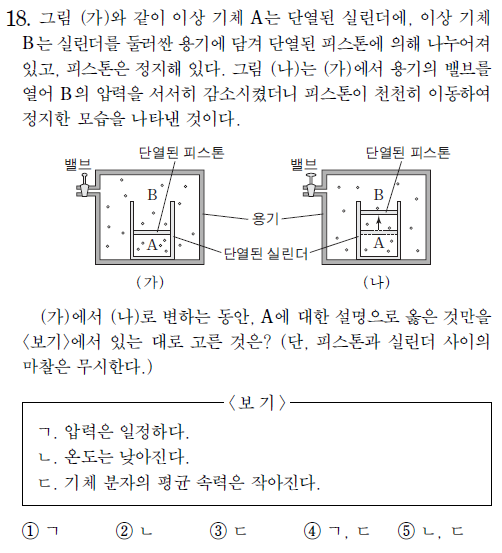 18. 그림 (가)와 같이 이상 기체 A는 단열된 실린더에, 이상 기체
B는 실린더를 둘러싼 용기에 담겨 단열된 피스톤에 의해 나누어져
있고, 피스톤은 정지해 있다. 그림 (나)는 (가)에서 용기의 밸브를
열어 B의 압력을 서서히 감소시켰더니 피스톤이 천천히 이동하여
정지한 모습을 나타낸 것이다.
밸브 단열된 피스톤 밸브 단열된 피스톤
B B
용기
A 단열된 실린더 A
(가) (나)
(가)에서 (나)로 변하는 동안, A에 대한 설명으로 옳은 것만을
<보기>에서 있는 대로 고른 것은? (단, 피스톤과 실린더 사이의
마찰은 무시한다.)
<보 기>
ㄱ. 압력은 일정하다.
ㄴ. 온도는 낮아진다.
ㄷ. 기체 분자의 평균 속력은 작아진다.
① ㄱ ② ㄴ ③ ㄷ ④ ㄱ, ㄷ ⑤ ㄴ, ㄷ